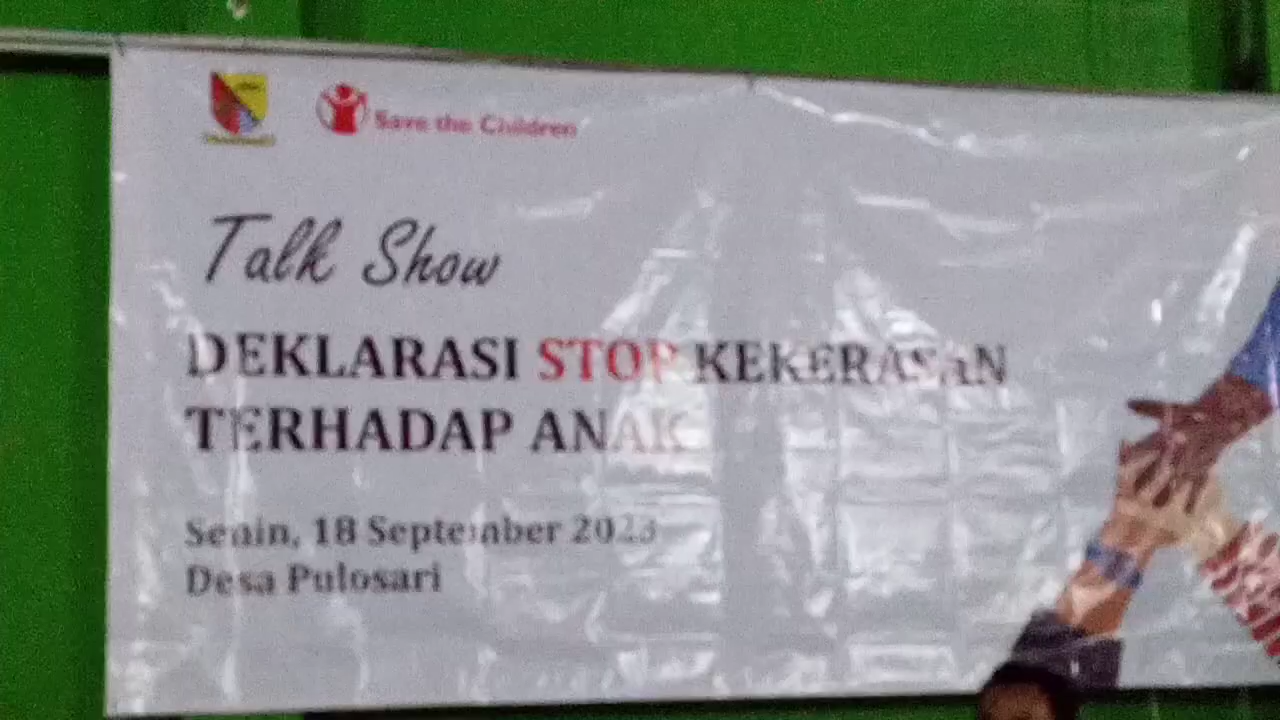 Save the Children
Talk Show
DEKLARASI STOP KEKERASAN
TERHADAP ANAK
Senin, 18 September 2023
Desa Pulosari